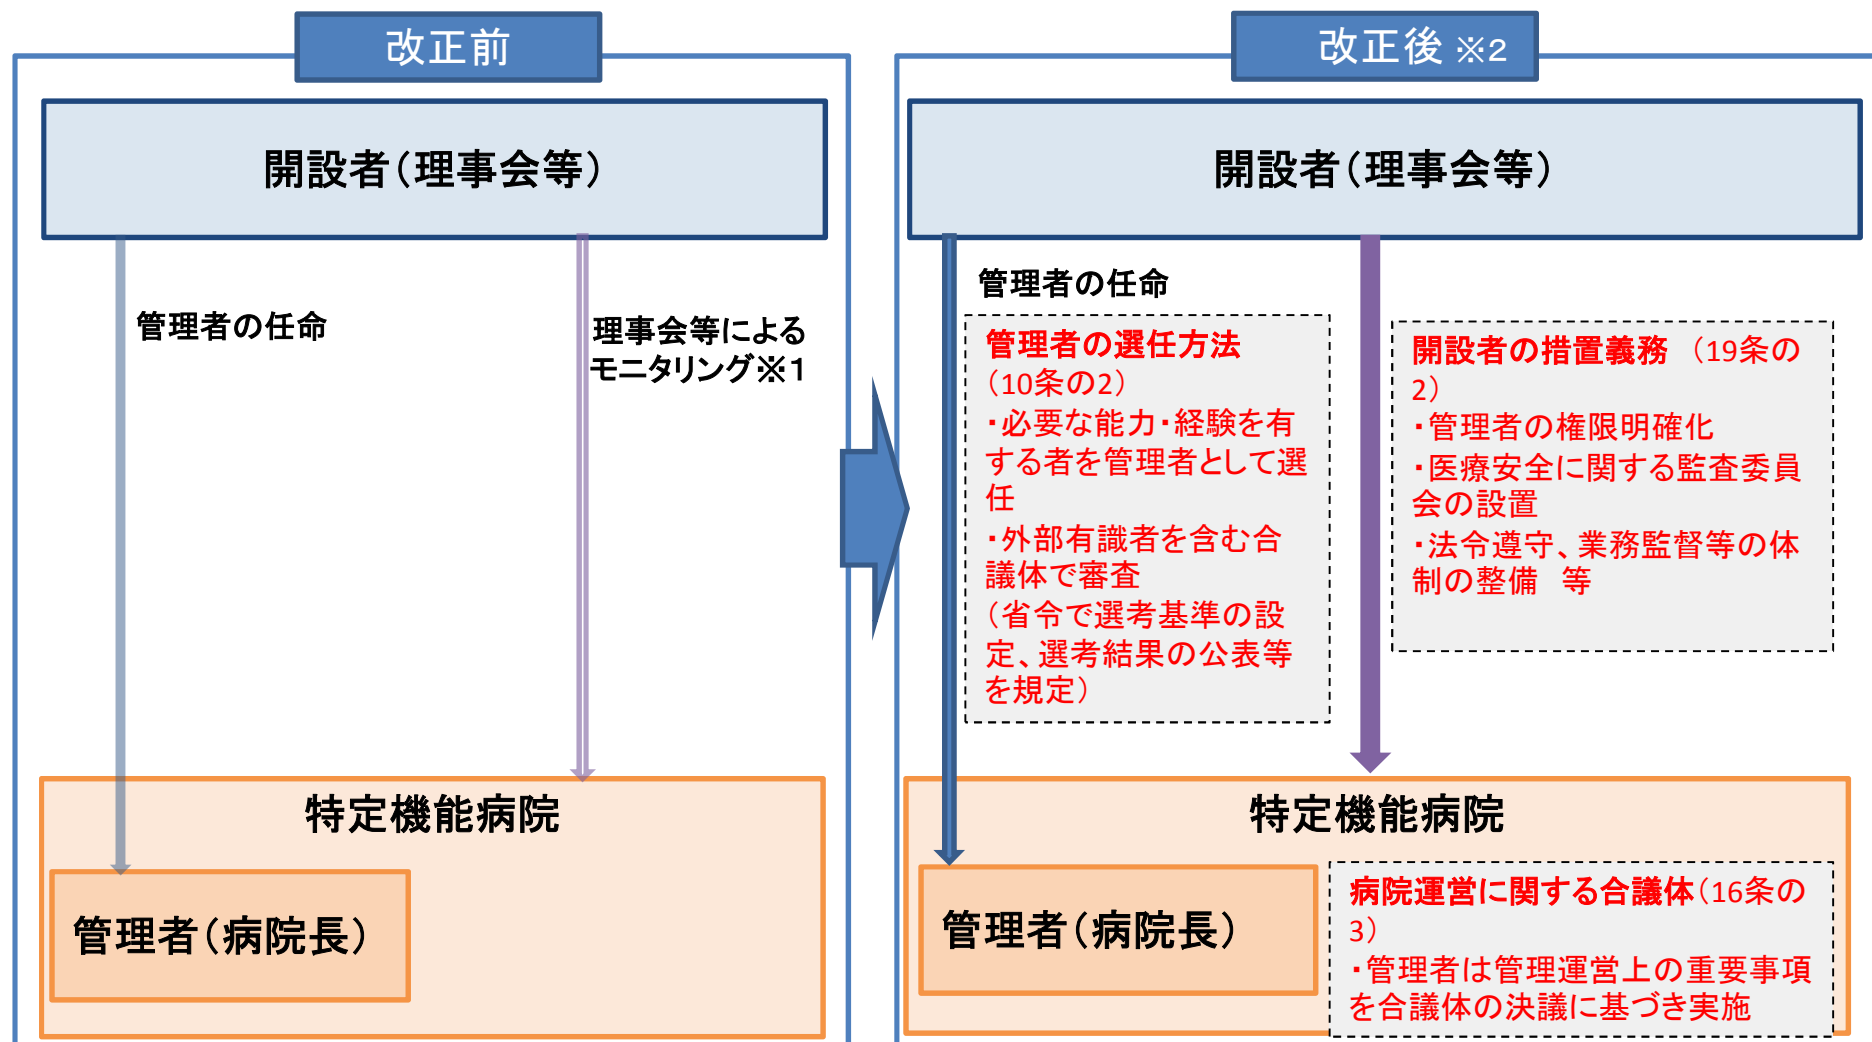 改正前
開設者（理事会等）
管理者の任命
理事会等による
モニタリング※1
特定機能病院
管理者（病院長）
改正後 ※2
開設者（理事会等）
管理者の任命
管理者の選任方法
（10条の2）
・必要な能力・経験を有
する者を管理者として選
任
・外部有識者を含む合
議体で審査
（省令で選考基準の設
定、選考結果の公表等
を規定）
開設者の措置義務 （19条の
2）
・管理者の権限明確化
・医療安全に関する監査委員
会の設置
・法令遵守、業務監督等の体
制の整備　等
特定機能病院
管理者（病院長）
病院運営に関する合議体（16条の
3）
・管理者は管理運営上の重要事項
を合議体の決議に基づき実施